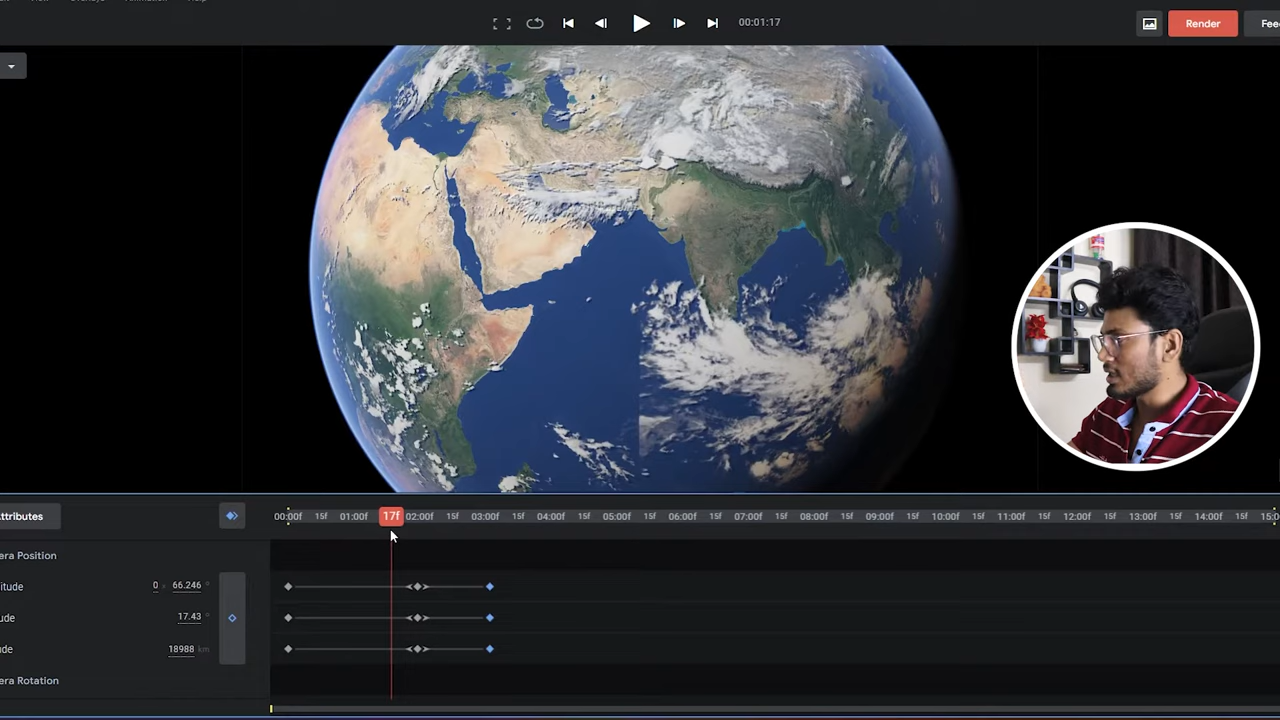 00:01:17
Render
Fee
ttributes
00:00f 15f 01:00f 17f 02:00f 15f 03:00f 15f 04:00f 15f 05:00f 15f 06:00f 15f 07:00f 15f 08:00f 15f 09:00f 15f 10:00f 15f 11:00f 15f 12:00f 15f 13:00f 15f 14:00f 15f 15:0
era Position
itude 0 x 66.246 °
ude 17.43 °
ude 18988 km
era Rotation